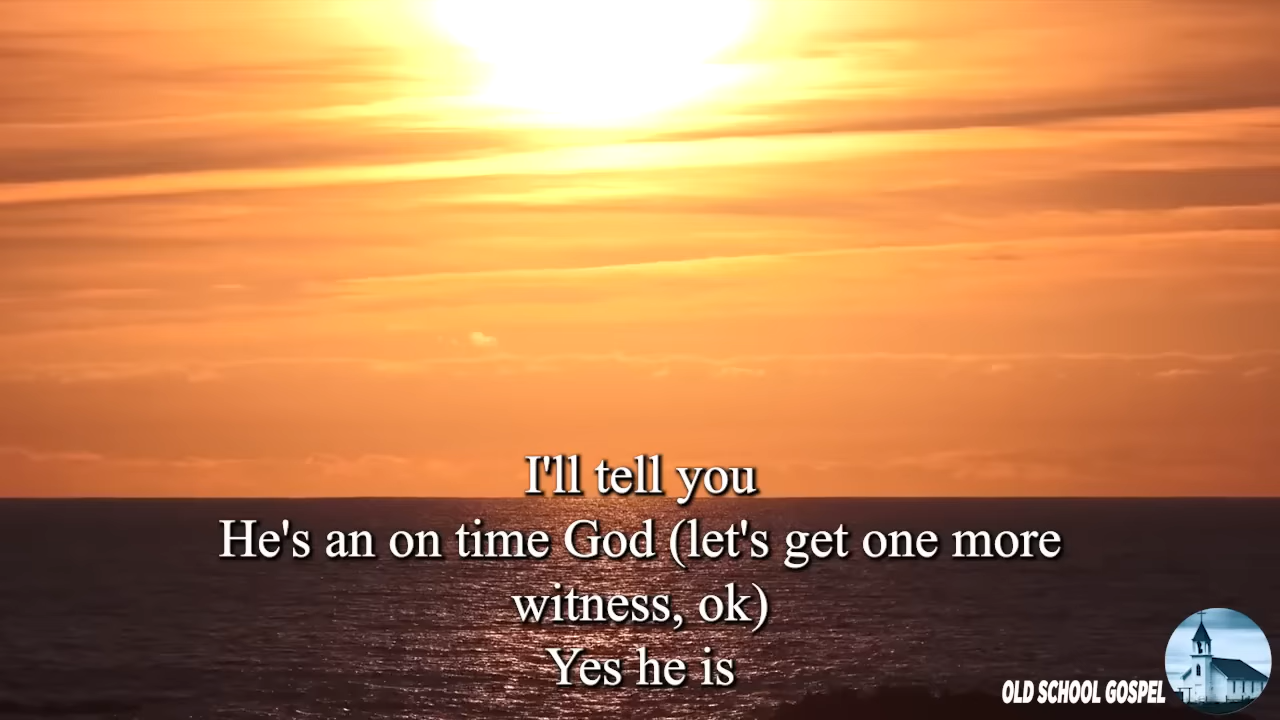 I'll tell you
He's an on time God (let's get one more
witness, ok)
Yes he is
OLD SCHOOL GOSPEL